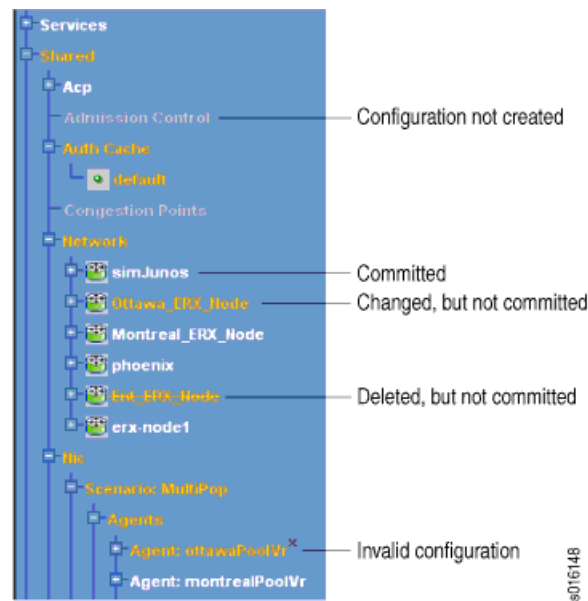 Services
Shared
Acp
Admission Control Configuration not created
Auth Cache
default
Congestion Points
Network
simJunos Committed
Ottawa_ERX_Node Changed, but not committed
Montreal_ERX_Node
phoenix
Ent_ERX_Node Deleted, but not committed
erx-node1
Nic
Scenario: MultiPop
Agents
Agent: ottawaPoolVr× Invalid configuration
Agent: montrealPoolVr
s016148